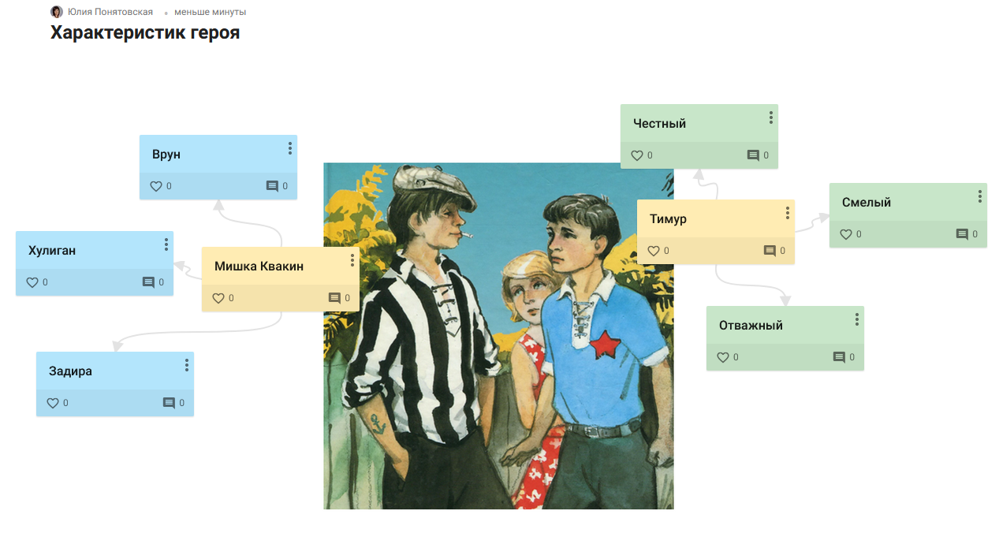 Юлия Понятовская • меньше минуты
Характеристик героя
Честный
0 0
Врун
0 0
Смелый
0 0
Тимур
0 0
Хулиган
0 0
Мишка Квакин
0 0
Отважный
0 0
Задира
0 0